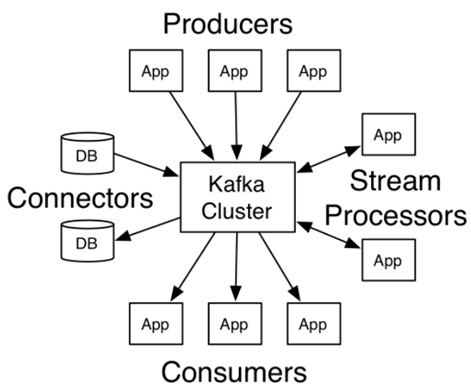 Producers
App
App
App
DB
App
Connectors
Kafka
Cluster
Stream
Processors
DB
App
App
App
App
Consumers